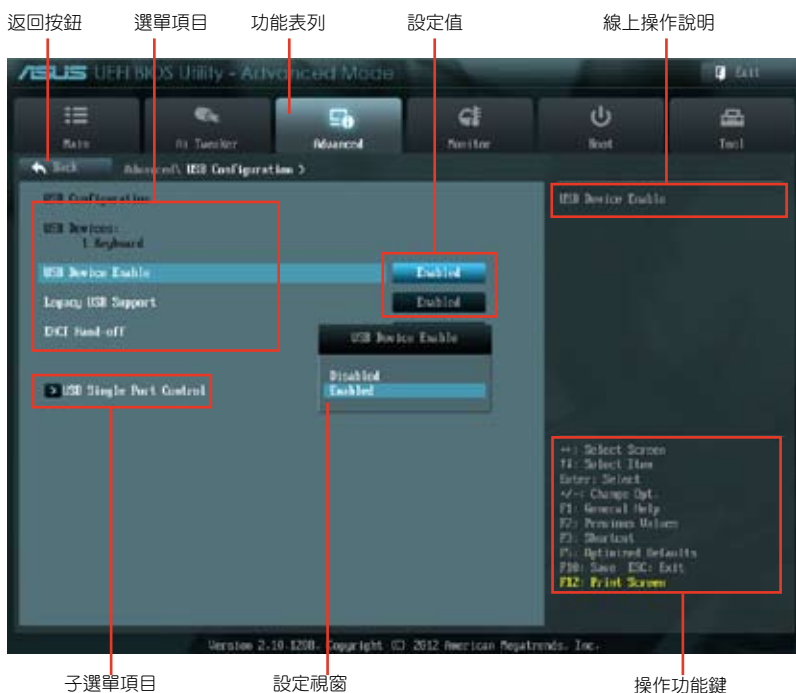 返回按鈕 選單項目 功能表列 設定值 線上操作說明
ASUS UEFI BIOS Utility - Advanced Mode Exit
Main Ai Tweaker Advanced Monitor Boot Tool
Back Advanced\ USB Configuration >
USB Configuration
USB Device Enable
USB Devices:
1 Keyboard
USB Device Enable Enabled
Legacy USB Support Enabled
EHCI Hand-off
USB Device Enable
Disabled
Enabled
USB Single Port Control
: Select Screen
: Select Item
Enter: Select
+/-: Change Opt.
F1: General Help
F2: Previous Values
F3: Shortcut
F5: Optimized Defaults
F10: Save ESC: Exit
F12: Print Screen
Version 2.10.1208. Copyright (C) 2012 American Megatrends, Inc.
子選單項目 設定視窗 操作功能鍵